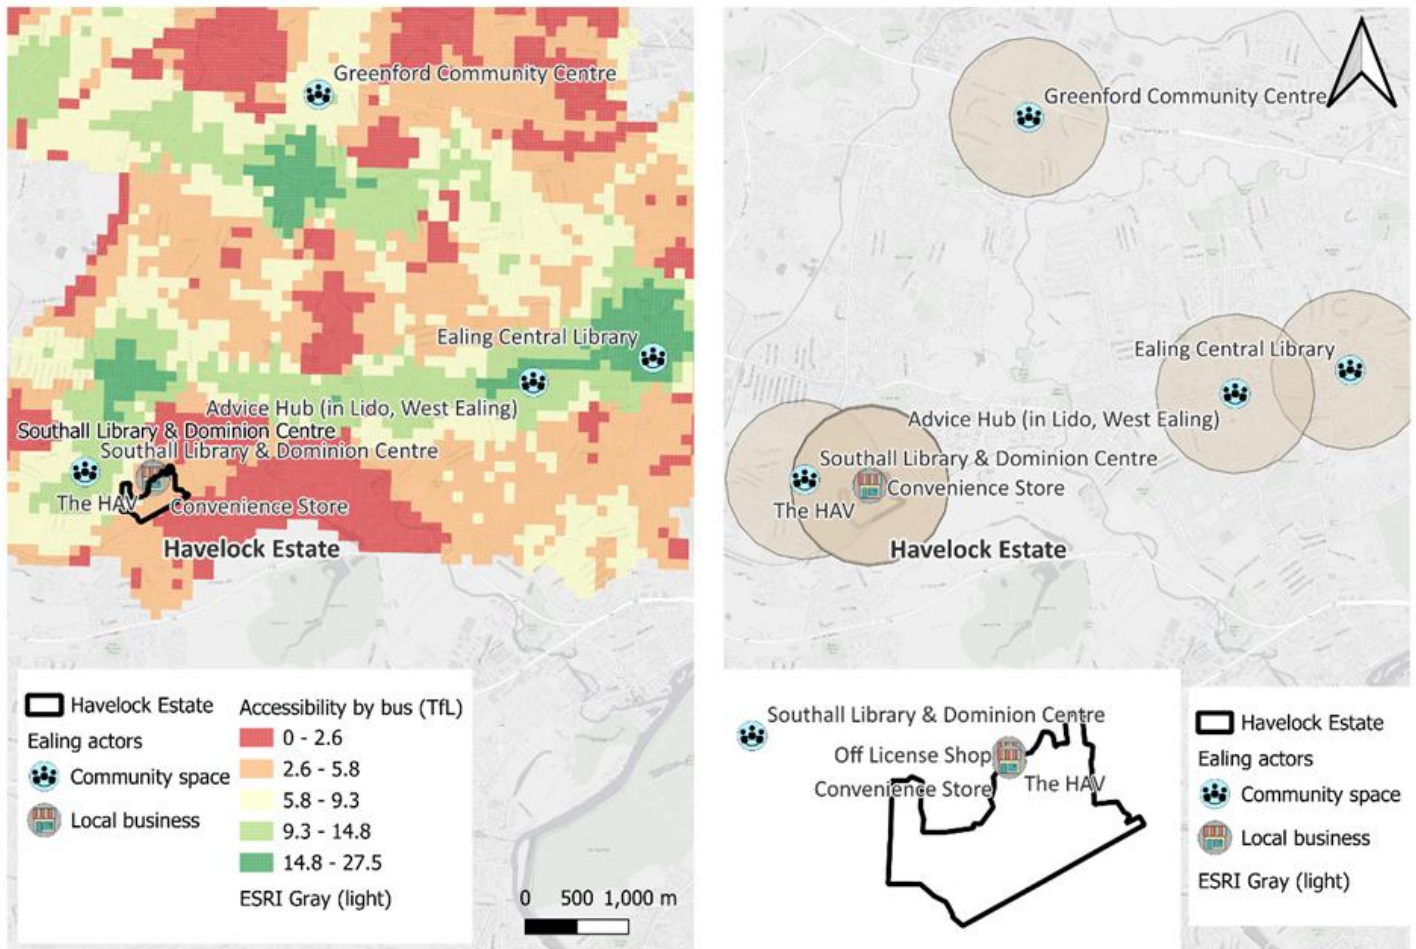 Greenford Community Centre
Ealing Central Library
Advice Hub (in Lido, West Ealing)
Southall Library & Dominion Centre
Southall Library & Dominion Centre
The HAV
Convenience Store
Havelock Estate
Havelock Estate
Ealing actors
Community space
Local business
Accessibility by bus (TfL)
0 - 2.6
2.6 - 5.8
5.8 - 9.3
9.3 - 14.8
14.8 - 27.5
ESRI Gray (light)
0 500 1,000 m
Greenford Community Centre
Ealing Central Library
Advice Hub (in Lido, West Ealing)
Southall Library & Dominion Centre
Convenience Store
The HAV
Havelock Estate
Southall Library & Dominion Centre
Off License Shop
Convenience Store
The HAV
Havelock Estate
Ealing actors
Community space
Local business
ESRI Gray (light)